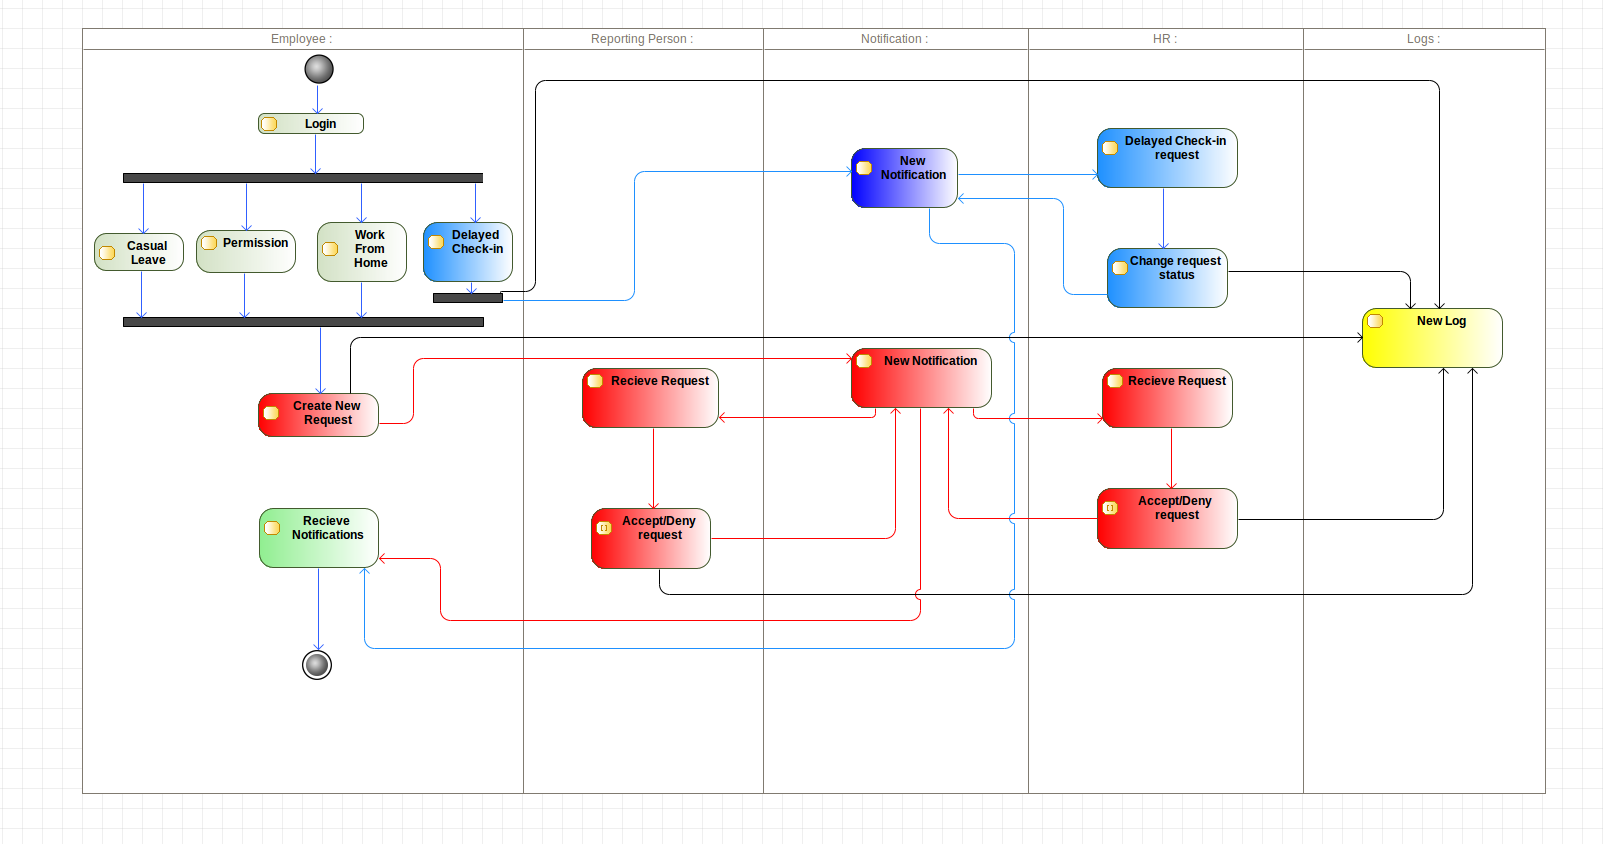 Employee :
Reporting Person :
Notification :
HR :
Logs :
Login
Casual
Leave
Permission
Work
From
Home
Delayed
Check-in
New
Notification
Delayed Check-in
request
Change request
status
New Log
Create New
Request
Recieve Request
New Notification
Recieve Request
Recieve
Notifications
Accept/Deny
request
Accept/Deny
request